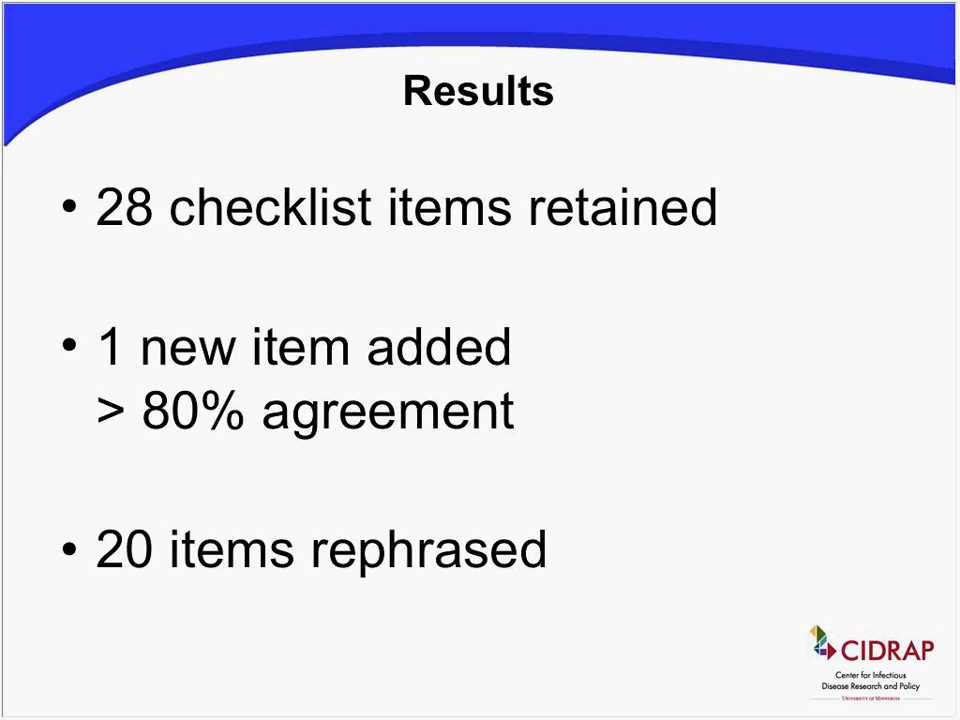 Results
• 28 checklist items retained
• 1 new item added
> 80% agreement
• 20 items rephrased
CIDRAP
Center for Infectious
Disease Research and Policy
UNIVERSITY OF MINNESOTA